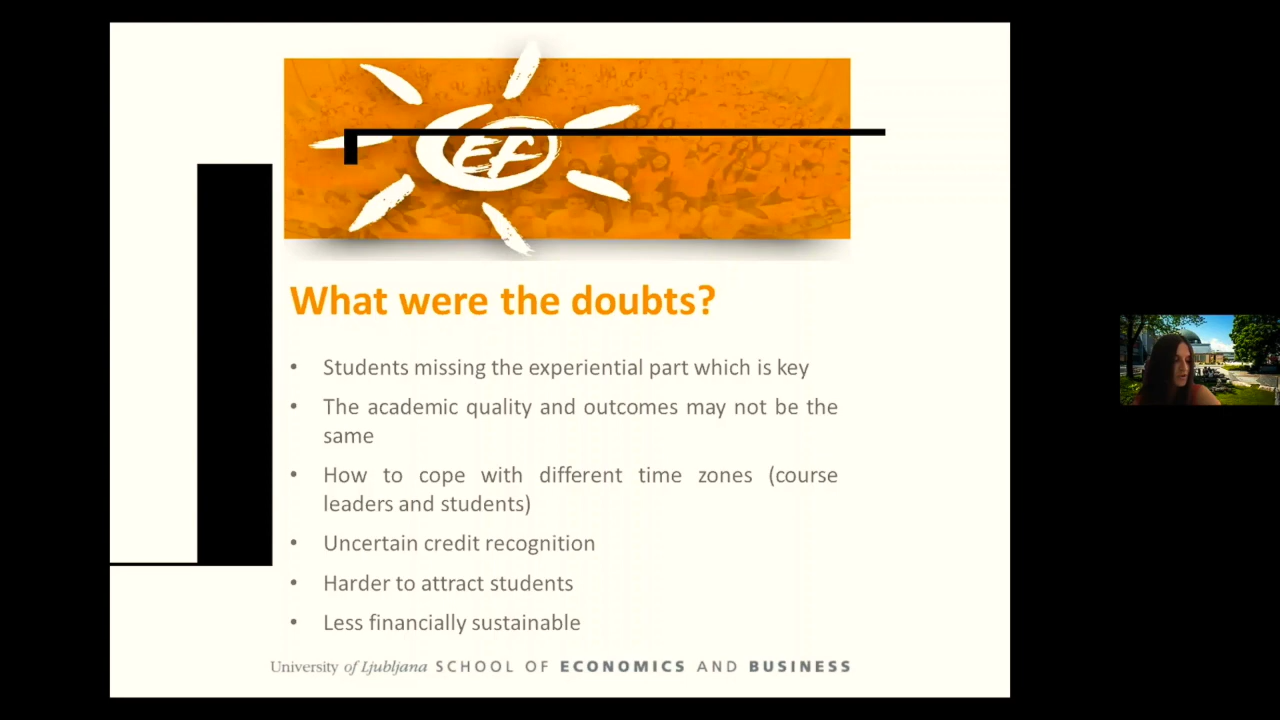 EF
What were the doubts?
• Students missing the experiential part which is key
• The academic quality and outcomes may not be the
same
• How to cope with different time zones (course
leaders and students)
• Uncertain credit recognition
• Harder to attract students
• Less financially sustainable
University of Ljubljana SCHOOL OF ECONOMICS AND BUSINESS